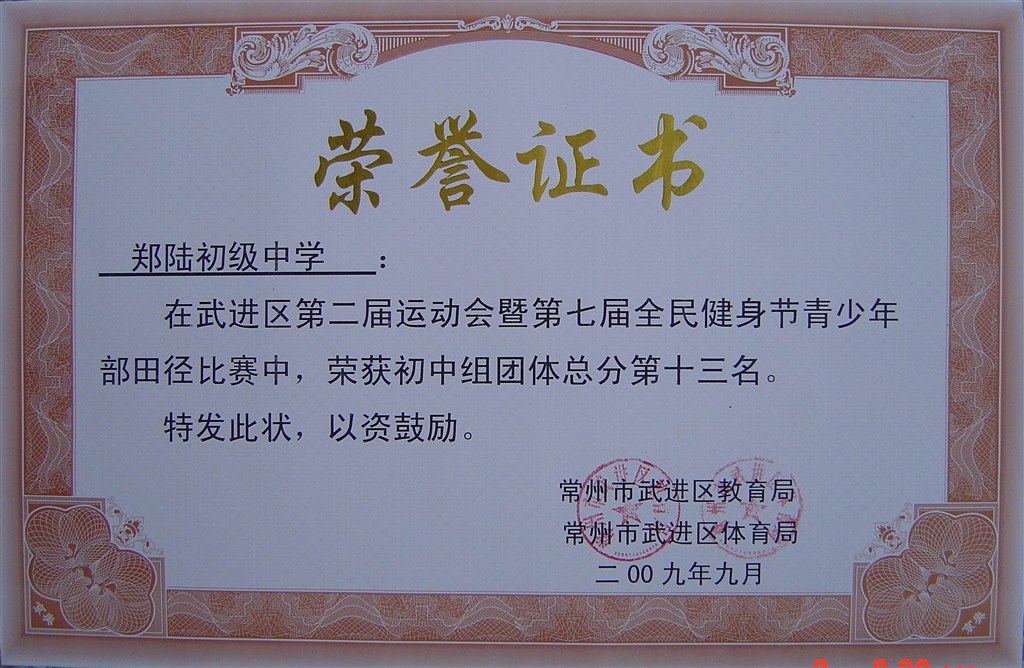 荣誉证书
郑陆初级中学：
在武进区第二届运动会暨第七届全民健身节青少年
部田径比赛中，荣获初中组团体总分第十三名。
特发此状，以资鼓励。
常州市武进区教育局
常州市武进区体育局
二00九年九月